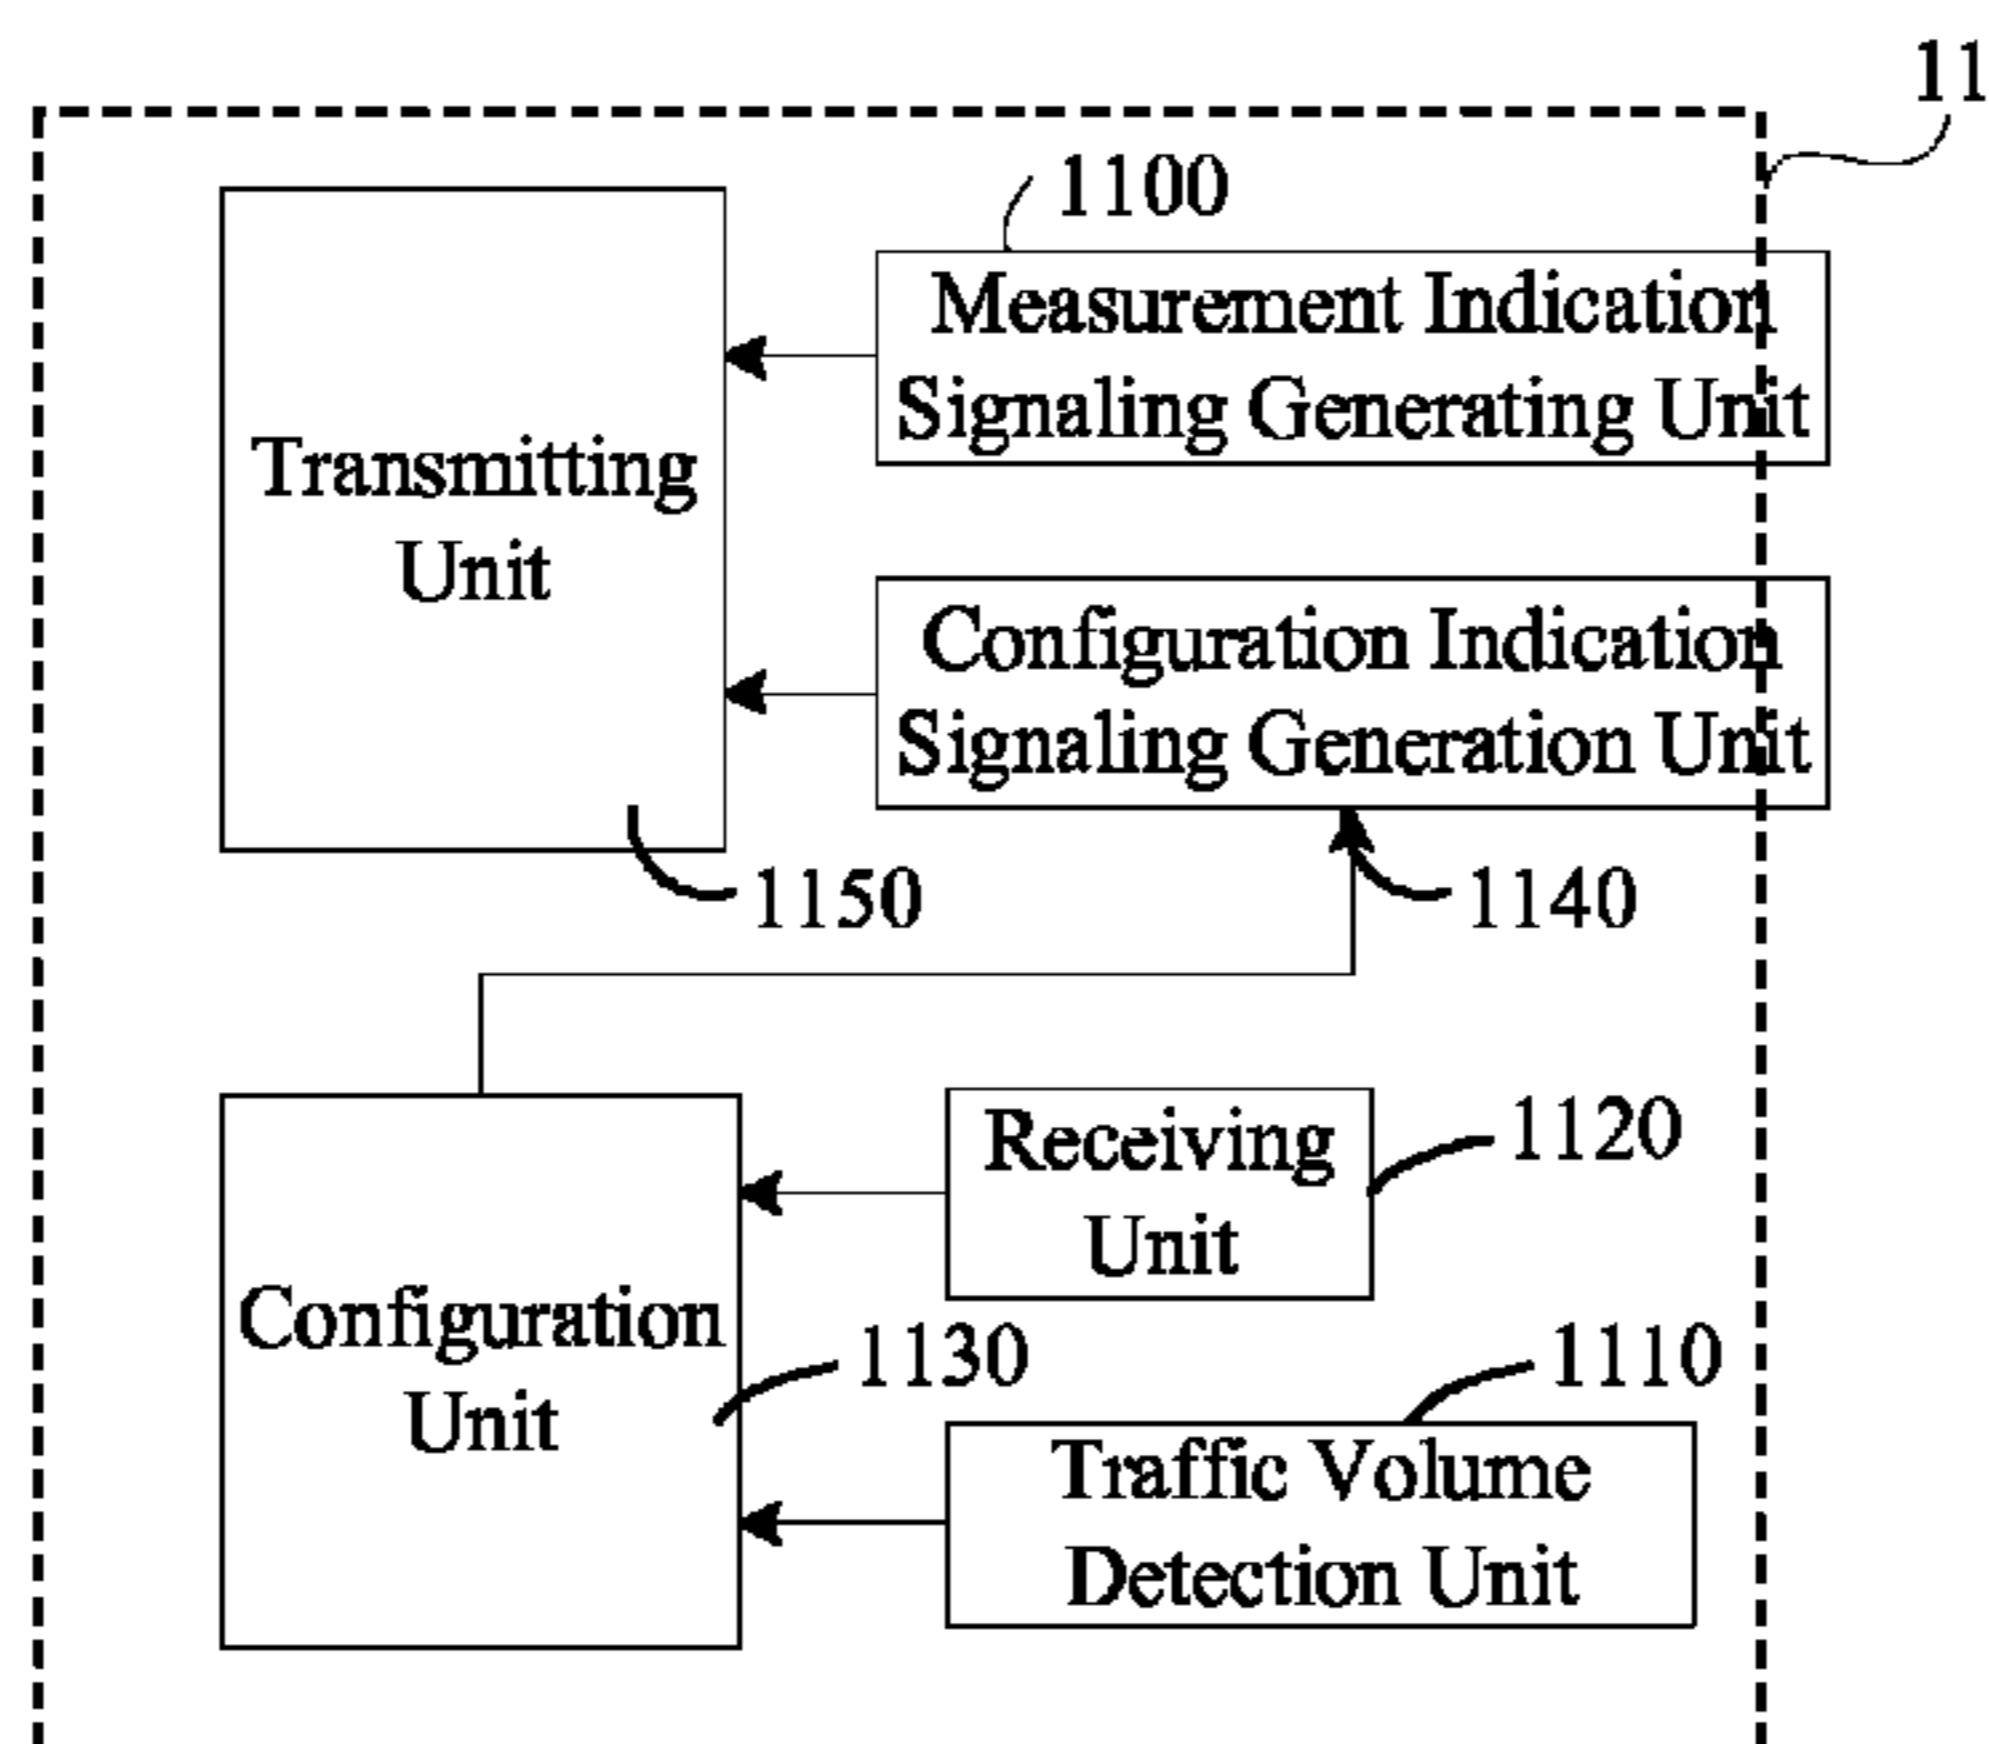 11
1100
Measurement Indication
Signaling Generating Unit
Transmitting
Unit
Configuration Indication
Signaling Generation Unit
1150
1140
Receiving
Unit
1120
Configuration
Unit
1130
1110
Traffic Volume
Detection Unit